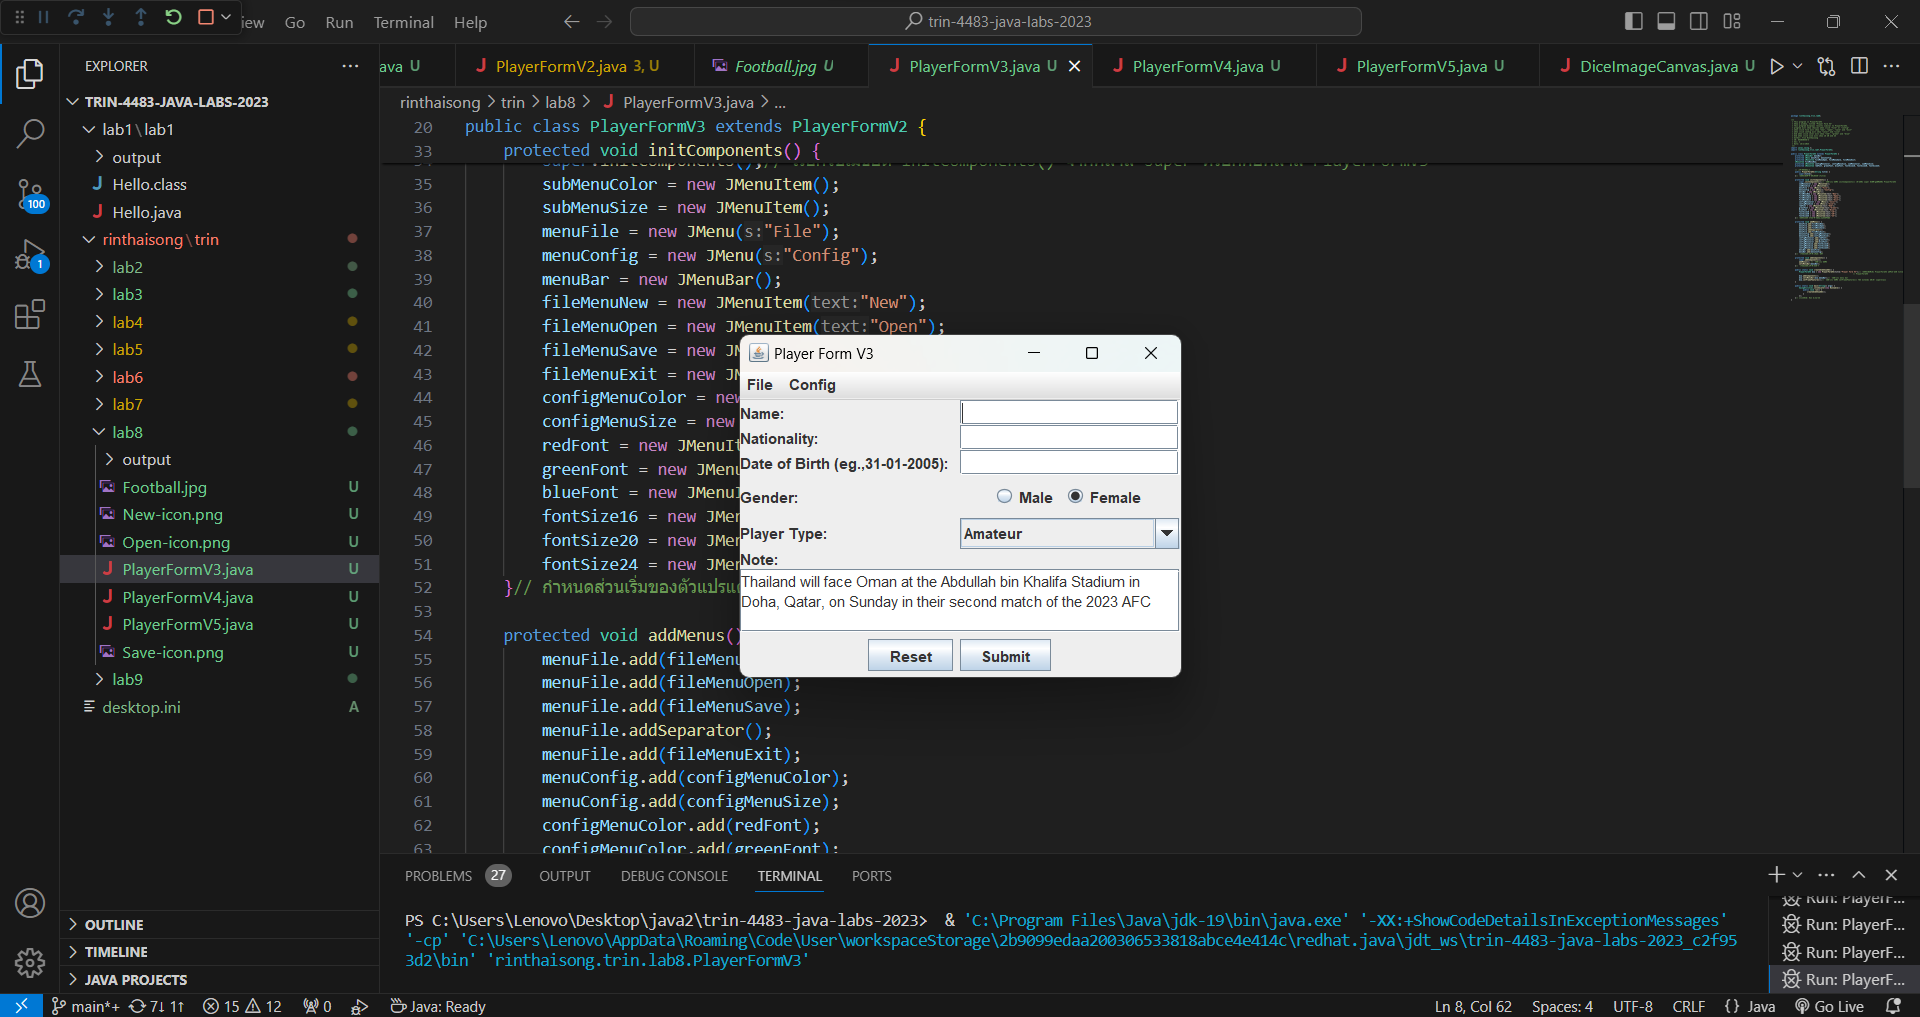 iew Go Run Terminal Help
trin-4483-java-labs-2023
EXPLORER
TRIN-4483-JAVA-LABS-2023
lab1\lab1
output
Hello.class
Hello.java
rinthaisong\trin
lab2
lab3
lab4
lab5
lab6
lab7
lab8
output
Football.jpg U
New-icon.png U
Open-icon.png U
PlayerFormV3.java U
PlayerFormV4.java U
PlayerFormV5.java U
Save-icon.png U
lab9
desktop.ini A
OUTLINE
TIMELINE
JAVA PROJECTS
100
1
ava U
PlayerFormV2.java 3, U
Football.jpg U
PlayerFormV3.java U
PlayerFormV4.java U
PlayerFormV5.java U
DiceImageCanvas.java U
rinthaisong > trin > lab8 > PlayerFormV3.java > ...
20 public class PlayerFormV3 extends PlayerFormV2 {
33 protected void initComponents() {
35 subMenuColor = new JMenuItem();
36 subMenuSize = new JMenuItem();
37 menuFile = new JMenu(s:"File");
38 menuConfig = new JMenu(s:"Config");
39 menuBar = new JMenuBar();
40 fileMenuNew = new JMenuItem(text:"New");
41 fileMenuOpen = new JMenuItem(text:"Open");
42 fileMenuSave = new JM
43 fileMenuExit = new JM
44 configMenuColor = new
45 configMenuSize = new
46 redFont = new JMenuIt
47 greenFont = new JMenu
48 blueFont = new JMenuI
49 fontSize16 = new JMen
50 fontSize20 = new JMen
51 fontSize24 = new JMen
52 }// กำหนดส่วนเริ่มของตัวแปรแต
53
54 protected void addMenus()
55 menuFile.add(fileMenu
56 menuFile.add(fileMenuOpen);
57 menuFile.add(fileMenuSave);
58 menuFile.addSeparator();
59 menuFile.add(fileMenuExit);
60 menuConfig.add(configMenuColor);
61 menuConfig.add(configMenuSize);
62 configMenuColor.add(redFont);
63 configMenuColor.add(greenFont);
Player Form V3
File Config
Name:
Nationality:
Date of Birth (eg.,31-01-2005):
Gender: Male Female
Player Type: Amateur
Note:
Thailand will face Oman at the Abdullah bin Khalifa Stadium in
Doha, Qatar, on Sunday in their second match of the 2023 AFC
Reset Submit
PROBLEMS 27 OUTPUT DEBUG CONSOLE TERMINAL PORTS
PS C:\Users\Lenovo\Desktop\java2\trin-4483-java-labs-2023> & 'C:\Program Files\Java\jdk-19\bin\java.exe' '-XX:+ShowCodeDetailsInExceptionMessages'
'-cp' 'C:\Users\Lenovo\AppData\Roaming\Code\User\workspaceStorage\2b9099edaa200306533818abce4e414c\redhat.java\jdt_ws\trin-4483-java-labs-2023_c2f95
3d2\bin' 'rinthaisong.trin.lab8.PlayerFormV3'
Run: PlayerF...
Run: PlayerF...
Run: PlayerF...
Run: PlayerF...
main*+ 7↓ 1↑ 15 12 0 Java: Ready
Ln 8, Col 62 Spaces: 4 UTF-8 CRLF {} Java Go Live